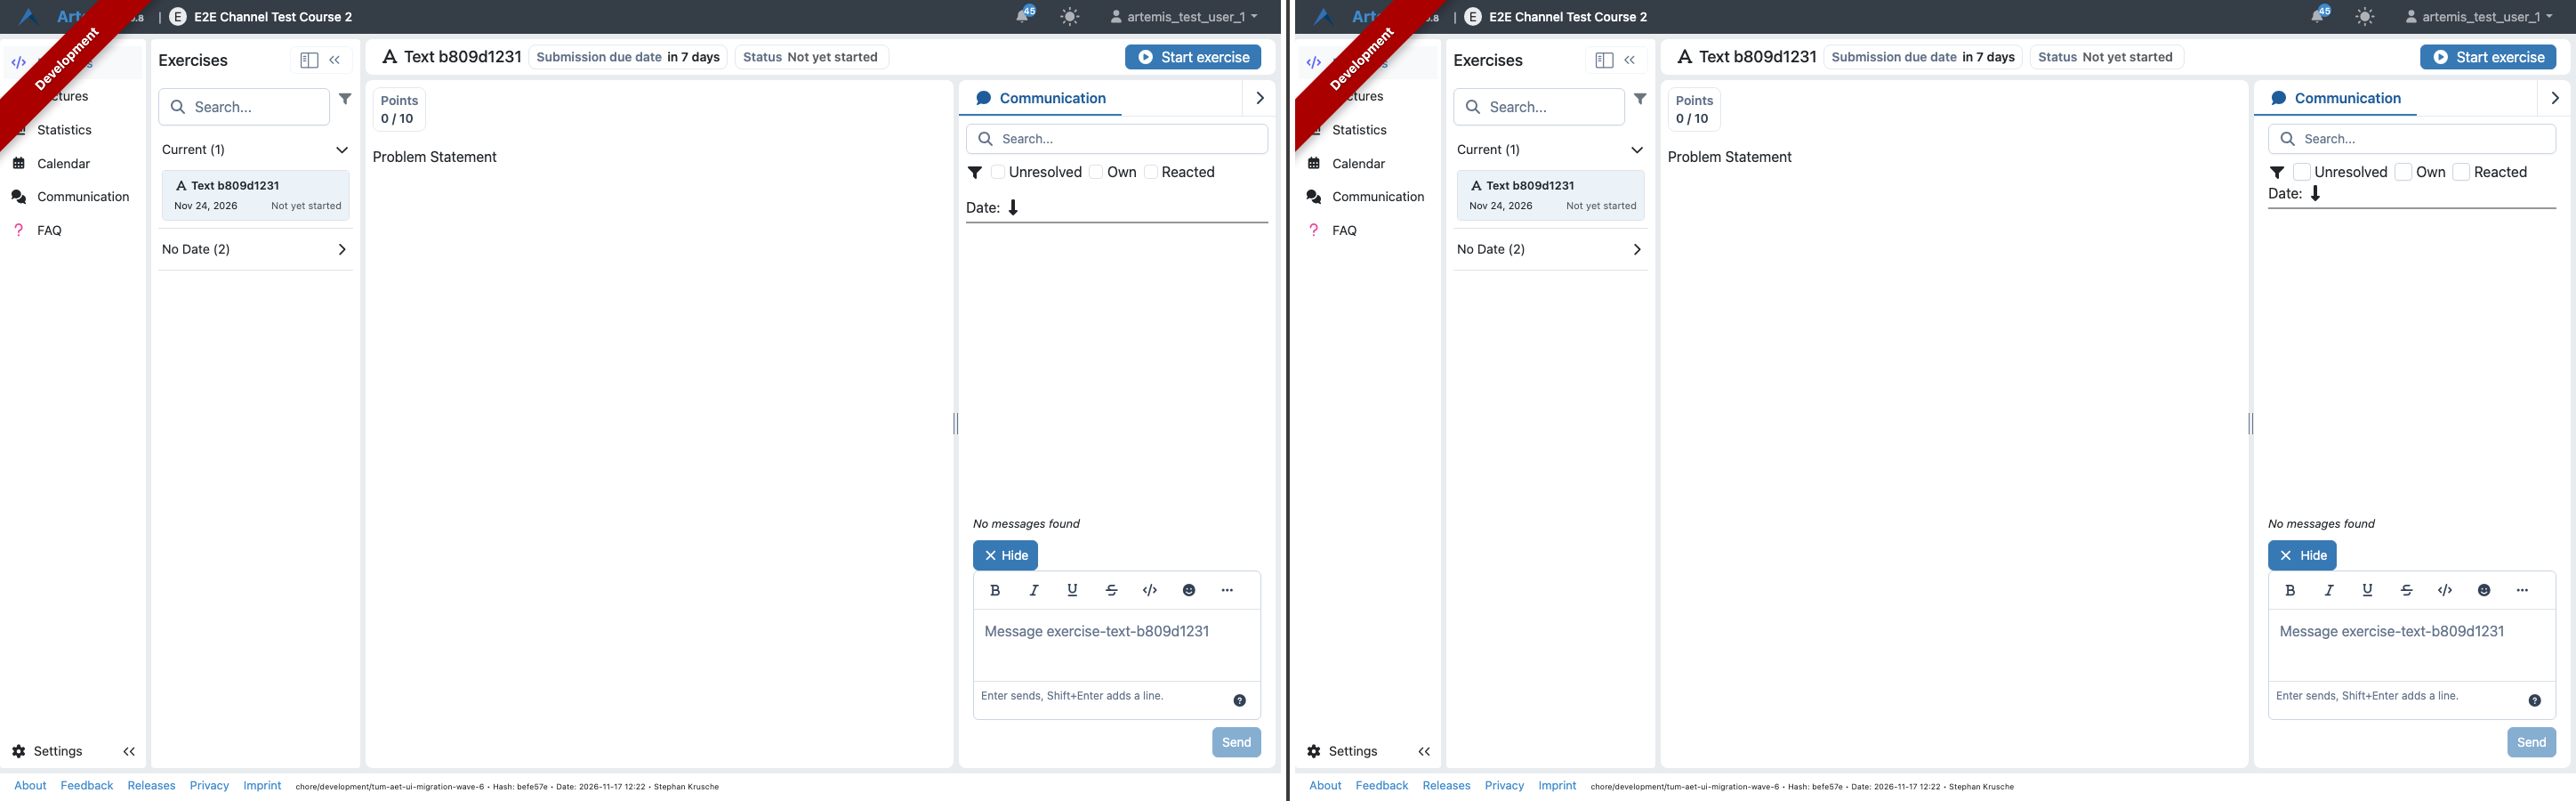 E E2E Channel Test Course 2
45
artemis_test_user_1
Development
Statistics
Calendar
Communication
FAQ
Settings
Exercises
Search...
Current (1)
Text b809d1231
Nov 24, 2026 Not yet started
No Date (2)
Text b809d1231
Submission due date in 7 days
Status Not yet started
Start exercise
Points
0 / 10
Problem Statement
Communication
Search...
Unresolved Own Reacted
Date:
No messages found
Hide
Message exercise-text-b809d1231
Enter sends, Shift+Enter adds a line.
Send
About Feedback Releases Privacy Imprint chore/development/tum-aet-ui-migration-wave-6 • Hash: befe57e • Date: 2026-11-17 12:22 • Stephan Krusche
E E2E Channel Test Course 2
45
artemis_test_user_1
Development
Statistics
Calendar
Communication
FAQ
Settings
Exercises
Search...
Current (1)
Text b809d1231
Nov 24, 2026 Not yet started
No Date (2)
Text b809d1231
Submission due date in 7 days
Status Not yet started
Start exercise
Points
0 / 10
Problem Statement
Communication
Search...
Unresolved Own Reacted
Date:
No messages found
Hide
Message exercise-text-b809d1231
Enter sends, Shift+Enter adds a line.
Send
About Feedback Releases Privacy Imprint chore/development/tum-aet-ui-migration-wave-6 • Hash: befe57e • Date: 2026-11-17 12:22 • Stephan Krusche